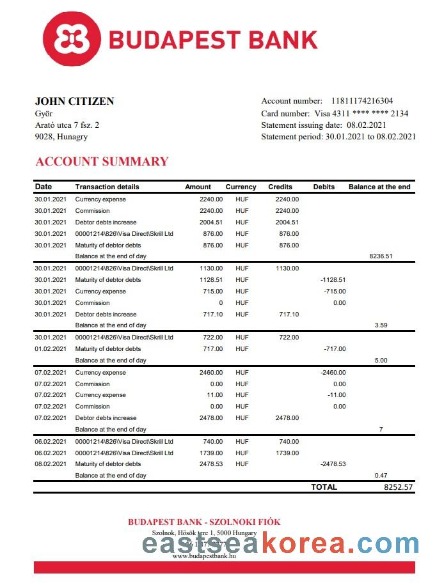 BUDAPEST BANK
JOHN CITIZEN
Győr
Arató utca 7 fsz. 2
9028, Hunagry
Account number: 11811174216304
Card number: Visa 4311 **** **** 2134
Statement issuing date: 08.02.2021
Statement period: 30.01.2021 to 08.02.2021
ACCOUNT SUMMARY
Date Transaction details Amount Currency Credits Debits Balance at the end
30.01.2021 Currency expense 2240.00 HUF 2240.00
30.01.2021 Commission 2240.00 HUF 2240.00
30.01.2021 Debtor debts increase 2004.51 HUF 2004.51
30.01.2021 00001214\826\Visa Direct\Skrill Ltd 876.00 HUF 876.00
30.01.2021 Maturity of debtor debts 876.00 HUF 876.00
Balance at the end of day 8236.51
30.01.2021 00001214\826\Visa Direct\Skrill Ltd 1130.00 HUF 1130.00
30.01.2021 Maturity of debtor debts 1128.51 HUF -1128.51
30.01.2021 Currency expense 715.00 HUF -715.00
30.01.2021 Commission 0 HUF 0.00
30.01.2021 Debtor debts increase 717.10 HUF 717.10
Balance at the end of day 3.59
30.01.2021 00001214\826\Visa Direct\Skrill Ltd 722.00 HUF 722.00
01.02.2021 Maturity of debtor debts 717.00 HUF -717.00
Balance at the end of day 5.00
07.02.2021 Currency expense 2460.00 HUF -2460.00
07.02.2021 Commission 0.00 HUF 0.00
07.02.2021 Currency expense 11.00 HUF -11.00
07.02.2021 Commission 0.00 HUF 0.00
07.02.2021 Debtor debts increase 2478.00 HUF 2478.00
Balance at the end of day 7
06.02.2021 00001214\826\Visa Direct\Skrill Ltd 740.00 HUF 740.00
06.02.2021 00001214\826\Visa Direct\Skrill Ltd 1739.00 HUF 1739.00
08.02.2021 Maturity of debtor debts 2478.53 HUF -2478.53
Balance at the end of day 0.47
TOTAL 8252.57
BUDAPEST BANK - SZOLNOKI FIÓK
Szolnok, Hősök tere 1, 5000 Hungary
eastseakorea.com
www.budapestbank.hu